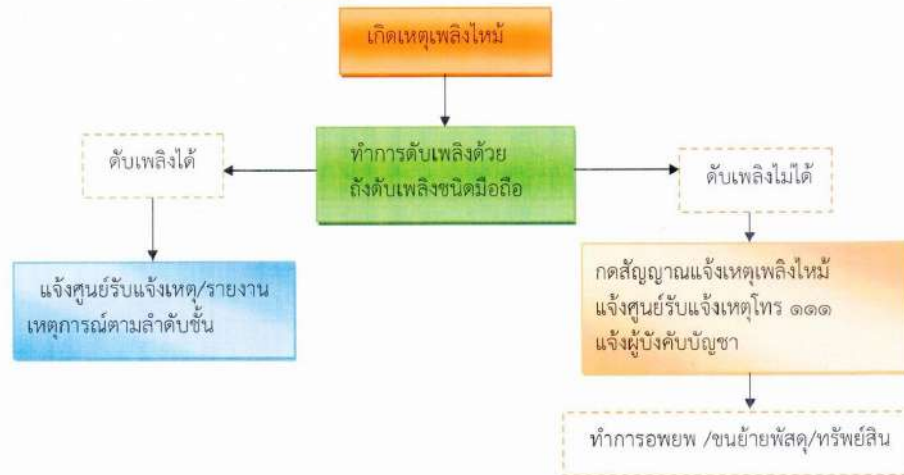 เกิดเหตุเพลิงไหม้
ดับเพลิงได้
ทำการดับเพลิงด้วย
ถังดับเพลิงชนิดมือถือ
ดับเพลิงไม่ได้
แจ้งศูนย์รับแจ้งเหตุ/รายงาน
เหตุการณ์ตามลำดับชั้น
กดสัญญาณแจ้งเหตุเพลิงไหม้
แจ้งศูนย์รับแจ้งเหตุโทร ๑๑๑
แจ้งผู้บังคับบัญชา
ทำการอพยพ /ขนย้ายพัสดุ/ทรัพย์สิน